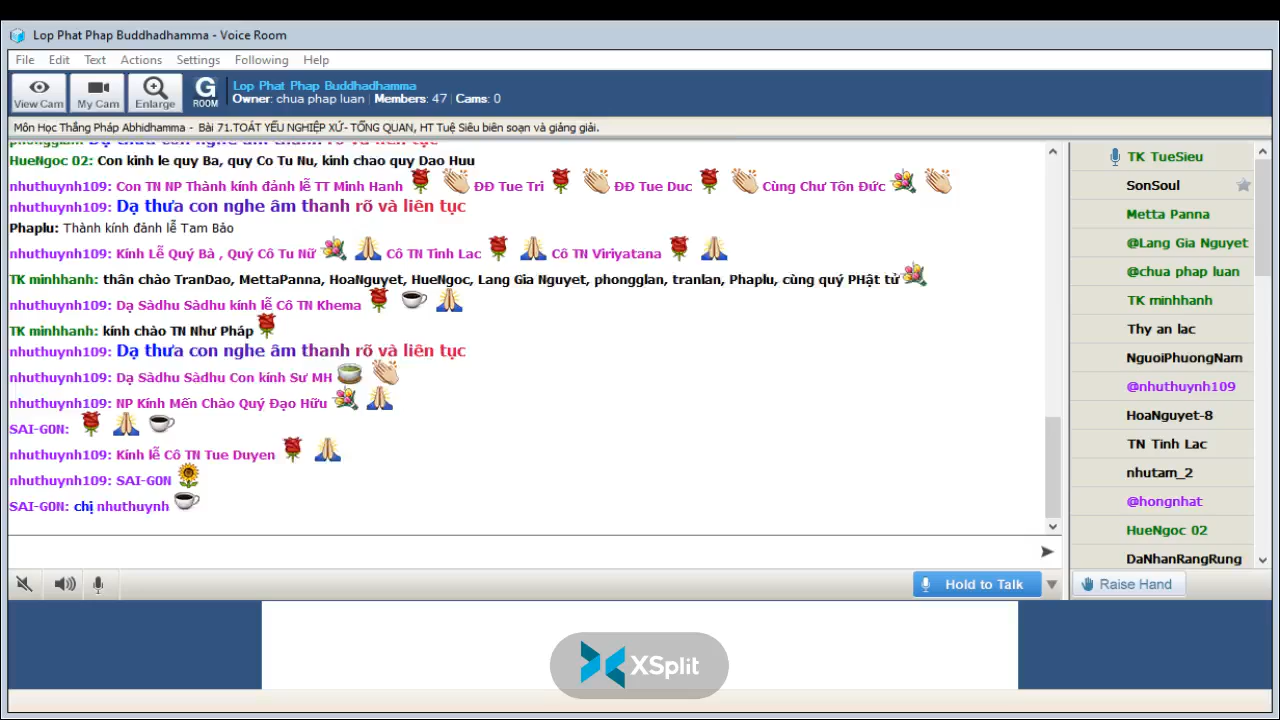 Lop Phat Phap Buddhadhamma - Voice Room
File Edit Text Actions Settings Following Help
View Cam My Cam Enlarge G ROOM
Lop Phat Phap Buddhadhamma
Owner: chua phap luan | Members: 47 | Cams: 0
Môn Học Thắng Pháp Abhidhamma - Bài 71.TOÁT YẾU NGHIỆP XỨ- TỔNG QUAN, HT Tuệ Siêu biên soạn và giảng giải.
phongglan: Dạ thưa con nghe âm thanh rõ và liên tục
HueNgoc 02: Con kinh le quy Ba, quy Co Tu Nu, kinh chao quy Dao Huu
nhuthuynh109: Con TN NP Thành kính đảnh lễ TT Minh Hanh ĐĐ Tue Tri ĐĐ Tue Duc Cùng Chư Tôn Đức
nhuthuynh109: Dạ thưa con nghe âm thanh rõ và liên tục
Phaplu: Thành kính đảnh lễ Tam Bảo
nhuthuynh109: Kính Lễ Quý Bà , Quý Cô Tu Nữ Cô TN Tinh Lac Cô TN Viriyatana
TK minhhanh: thân chào TranDao, MettaPanna, HoaNguyet, HueNgoc, Lang Gia Nguyet, phongglan, tranlan, Phaplu, cùng quý PHật tử
nhuthuynh109: Dạ Sàdhu Sàdhu kính lễ Cô TN Khema
TK minhhanh: kính chào TN Như Pháp
nhuthuynh109: Dạ thưa con nghe âm thanh rõ và liên tục
nhuthuynh109: Dạ Sàdhu Sàdhu Con kính Sư MH
nhuthuynh109: NP Kính Mến Chào Quý Đạo Hữu
SAI-GON:
nhuthuynh109: Kính lễ Cô TN Tue Duyen
nhuthuynh109: SAI-GON
SAI-GON: chị nhuthuynh
Hold to Talk
TK TueSieu
SonSoul
Metta Panna
@Lang Gia Nguyet
@chua phap luan
TK minhhanh
Thy an lac
NguoiPhuongNam
@nhuthuynh109
HoaNguyet-8
TN Tinh Lac
nhutam_2
@hongnhat
HueNgoc 02
DaNhanRangRung
Raise Hand
XSplit